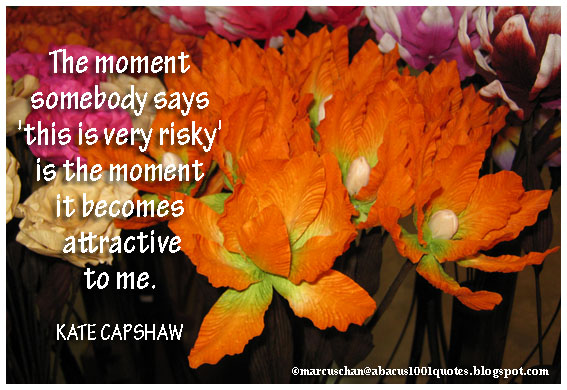 The moment
somebody says
'this is very risky'
is the moment
it becomes
attractive
to me.
KATE CAPSHAW
©marcuschan@abacus1001quotes.blogspot.com